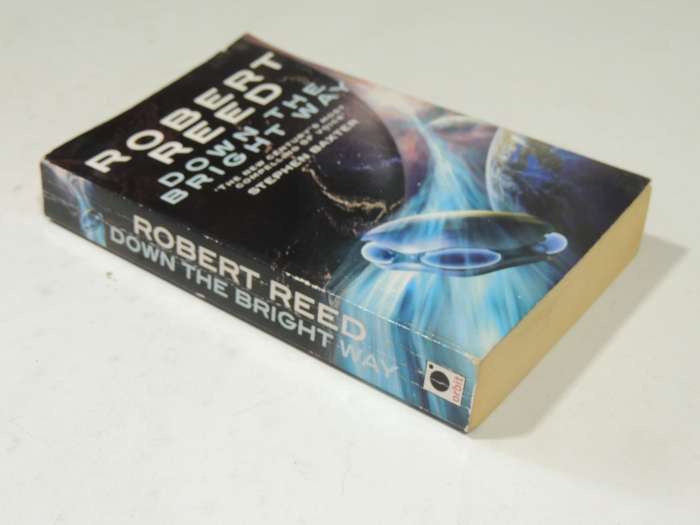 ROBERT
REED
DOWN THE
BRIGHT WAY
'THE NEW CENTURY'S MOST
COMPELLING SF VOICE'
STEPHEN BAXTER
ROBERT REED
DOWN THE BRIGHT WAY
orbit